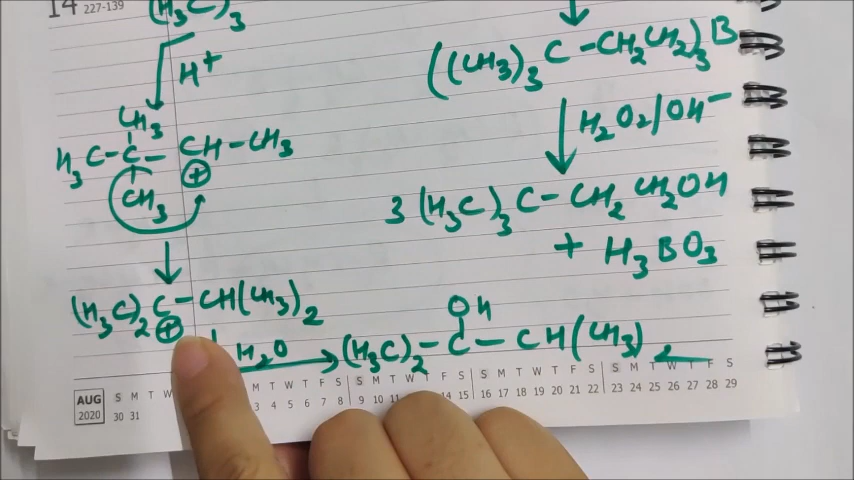 14 227-139
(H3C)3
H+
CH3
H3C-C-CH-CH3
⊕
CH3
(H3C)2C-CH(CH3)2
⊕
H2O
OH
(H3C)2-C-CH(CH3)2
((CH3)3C-CH2CH2)3B
H2O2/OH-
3(H3C)3C-CH2CH2OH
+ H3BO3
AUG 2020
S M T W T F S S M T W T F S S M T W T F S S M T W T F S
30 31 3 4 5 6 7 8 9 10 11 12 13 14 15 16 17 18 19 20 21 22 23 24 25 26 27 28 29